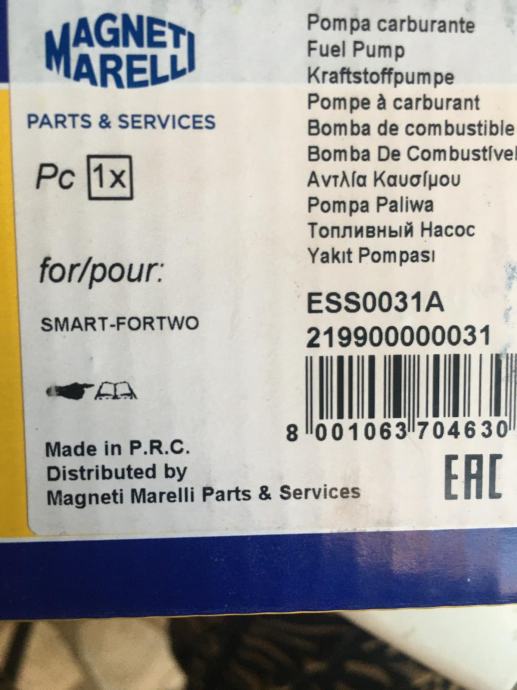 MAGNETI
MARELLI
PARTS & SERVICES
Pc 1x
for/pour:
SMART-FORTWO
Made in P.R.C.
Distributed by
Magneti Marelli Parts & Services
Pompa carburante
Fuel Pump
Kraftstoffpumpe
Pompe à carburant
Bomba de combustible
Bomba De Combustível
Αντλία Καυσίμου
Pompa Paliwa
Топливный Насос
Yakıt Pompası
ESS0031A
219900000031
8 001063 704630
EAC